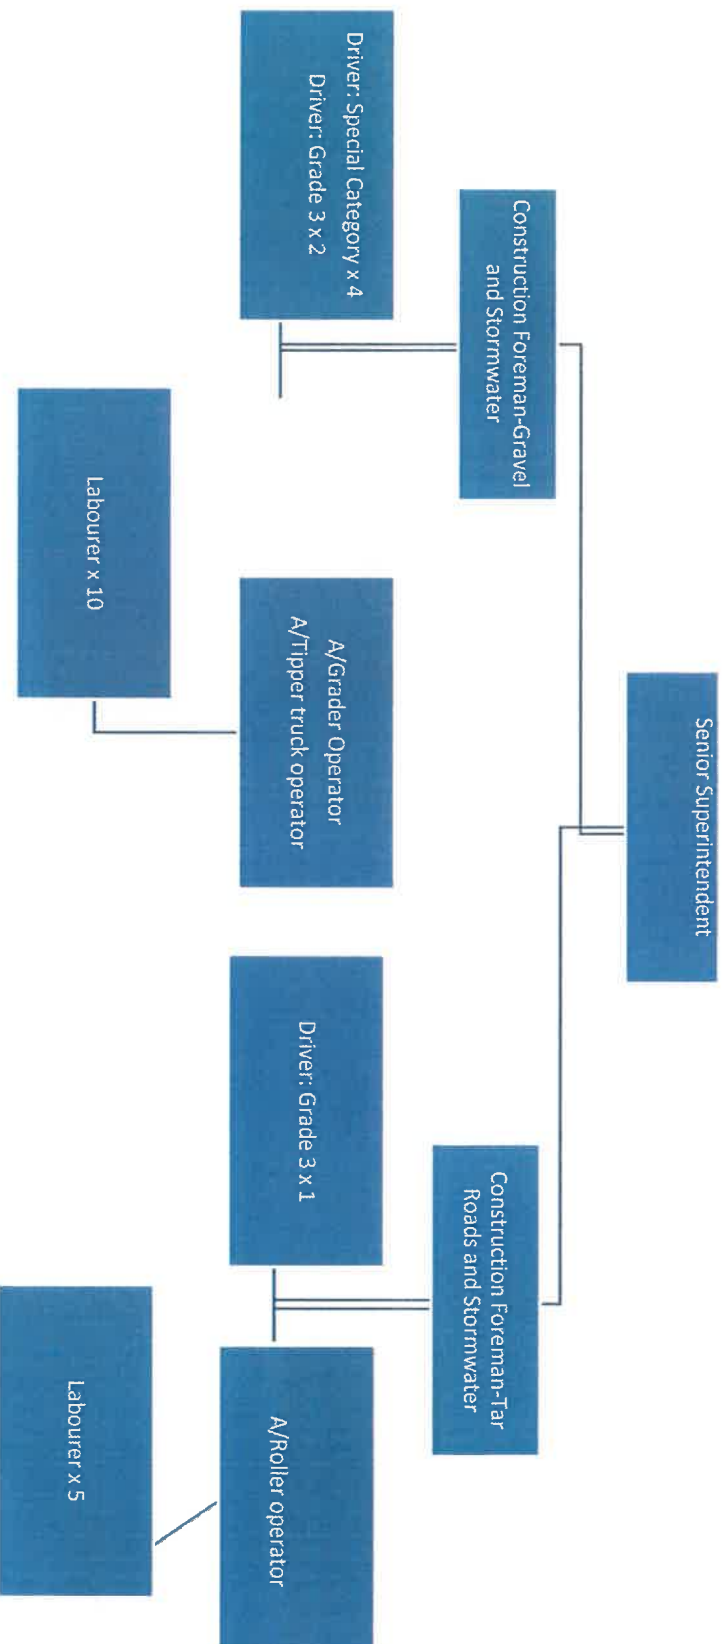 Senior Superintendent
Construction Foreman-Gravel
and Stormwater
Construction Foreman-Tar
Roads and Stormwater
Driver: Special Category x 4
Driver: Grade 3 x 2
A/Grader Operator
A/Tipper truck operator
Driver: Grade 3 x 1
A/Roller operator
Labourer x 10
Labourer x 5